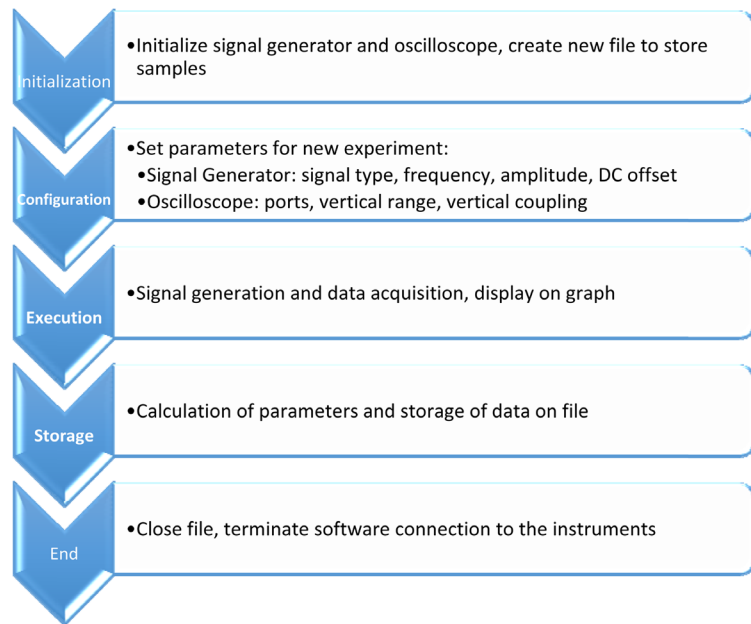 Initialization
•Initialize signal generator and oscilloscope, create new file to store
samples
Configuration
•Set parameters for new experiment:
•Signal Generator: signal type, frequency, amplitude, DC offset
•Oscilloscope: ports, vertical range, vertical coupling
Execution
•Signal generation and data acquisition, display on graph
Storage
•Calculation of parameters and storage of data on file
End
•Close file, terminate software connection to the instruments